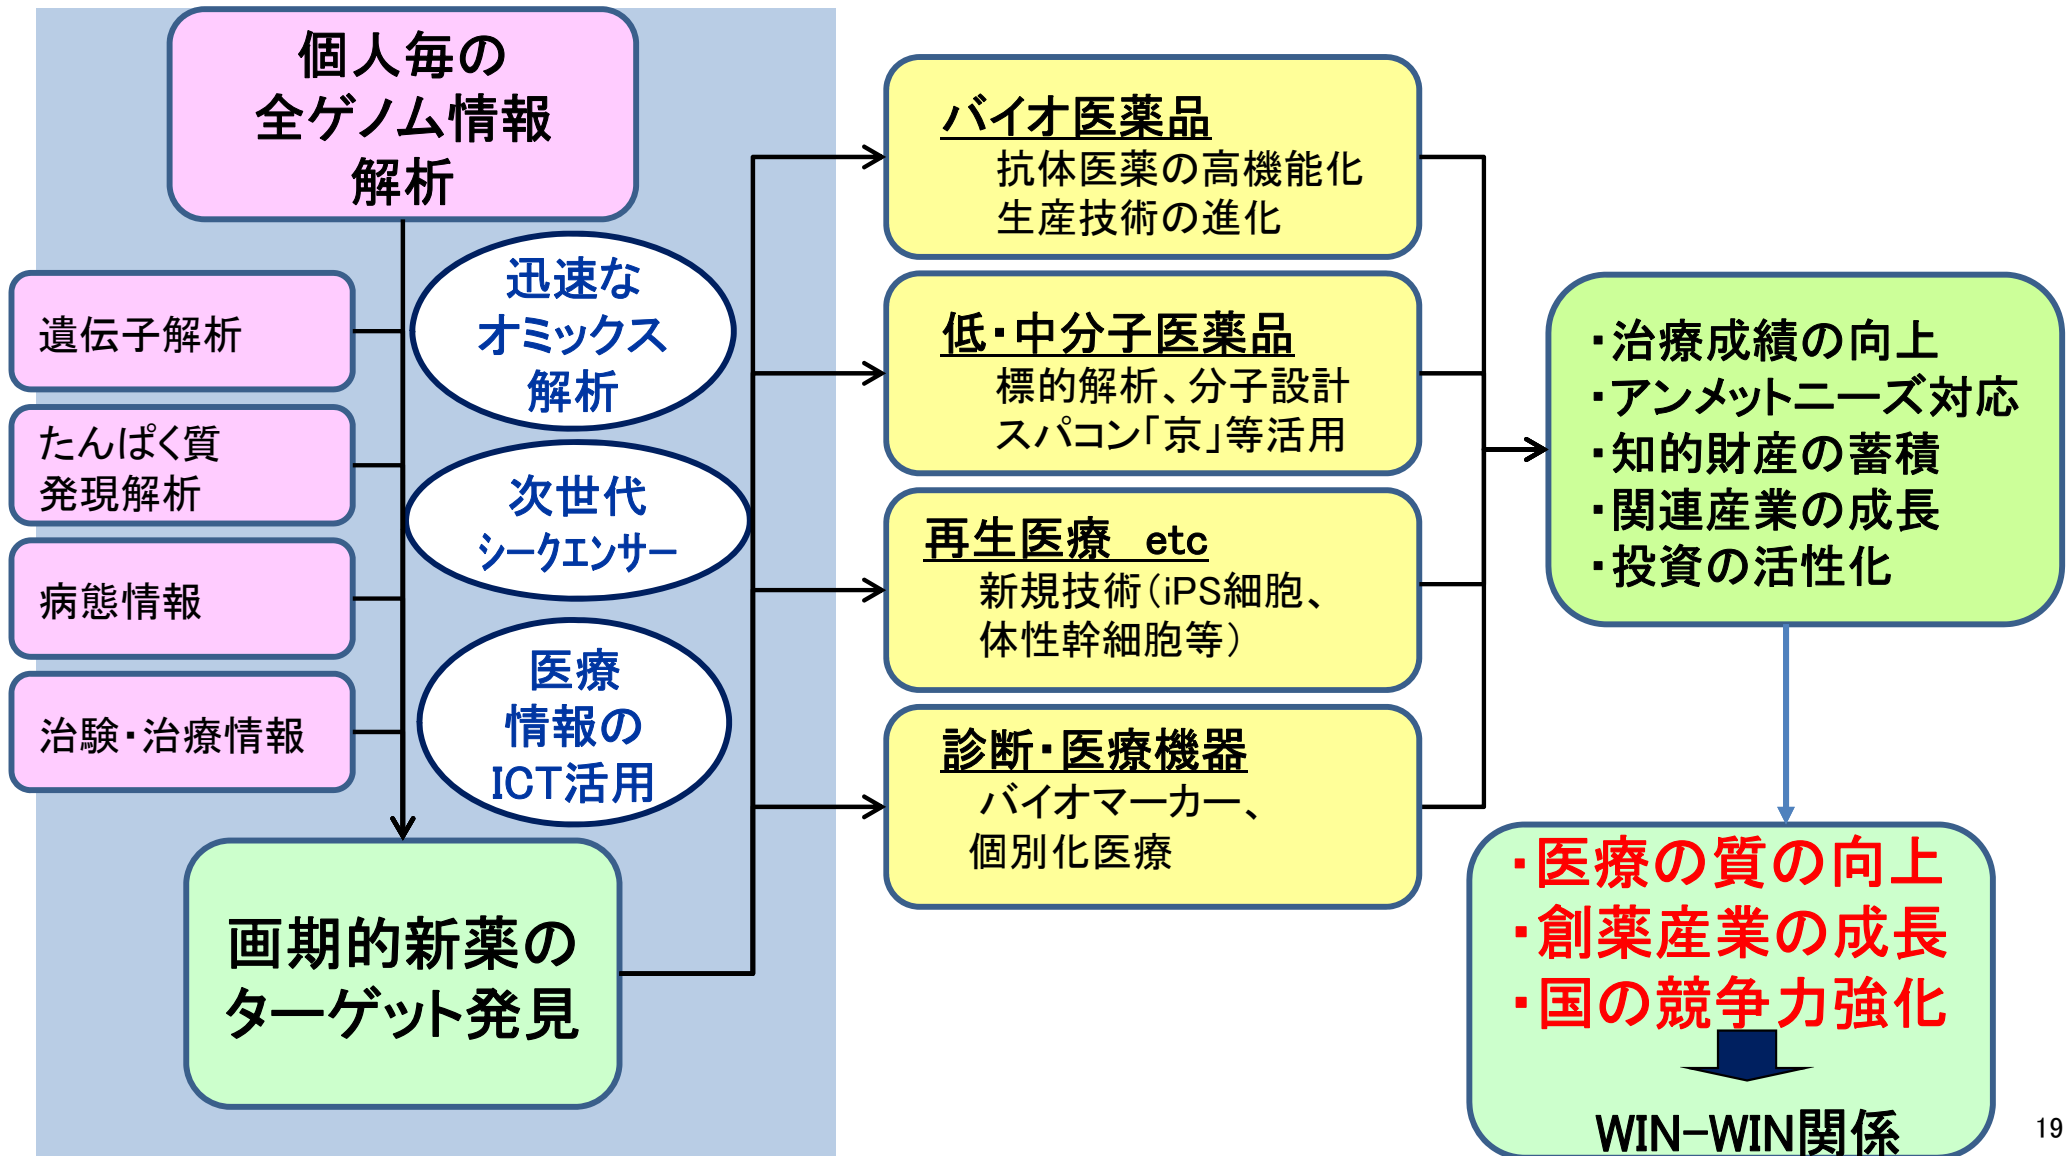 個人毎の
全ゲノム情報
解析
遺伝子解析
たんぱく質
発現解析
病態情報
治験・治療情報
迅速な
オミックス
解析
次世代
シークエンサー
医療
情報の
ICT活用
画期的新薬の
ターゲット発見
バイオ医薬品
抗体医薬の高機能化
生産技術の進化
低・中分子医薬品
標的解析、分子設計
スパコン「京」等活用
再生医療　etc
新規技術（iPS細胞、
体性幹細胞等）
診断・医療機器
バイオマーカー、
個別化医療
・治療成績の向上
・アンメットニーズ対応
・知的財産の蓄積
・関連産業の成長
・投資の活性化
・医療の質の向上
・創薬産業の成長
・国の競争力強化
WIN-WIN関係
19